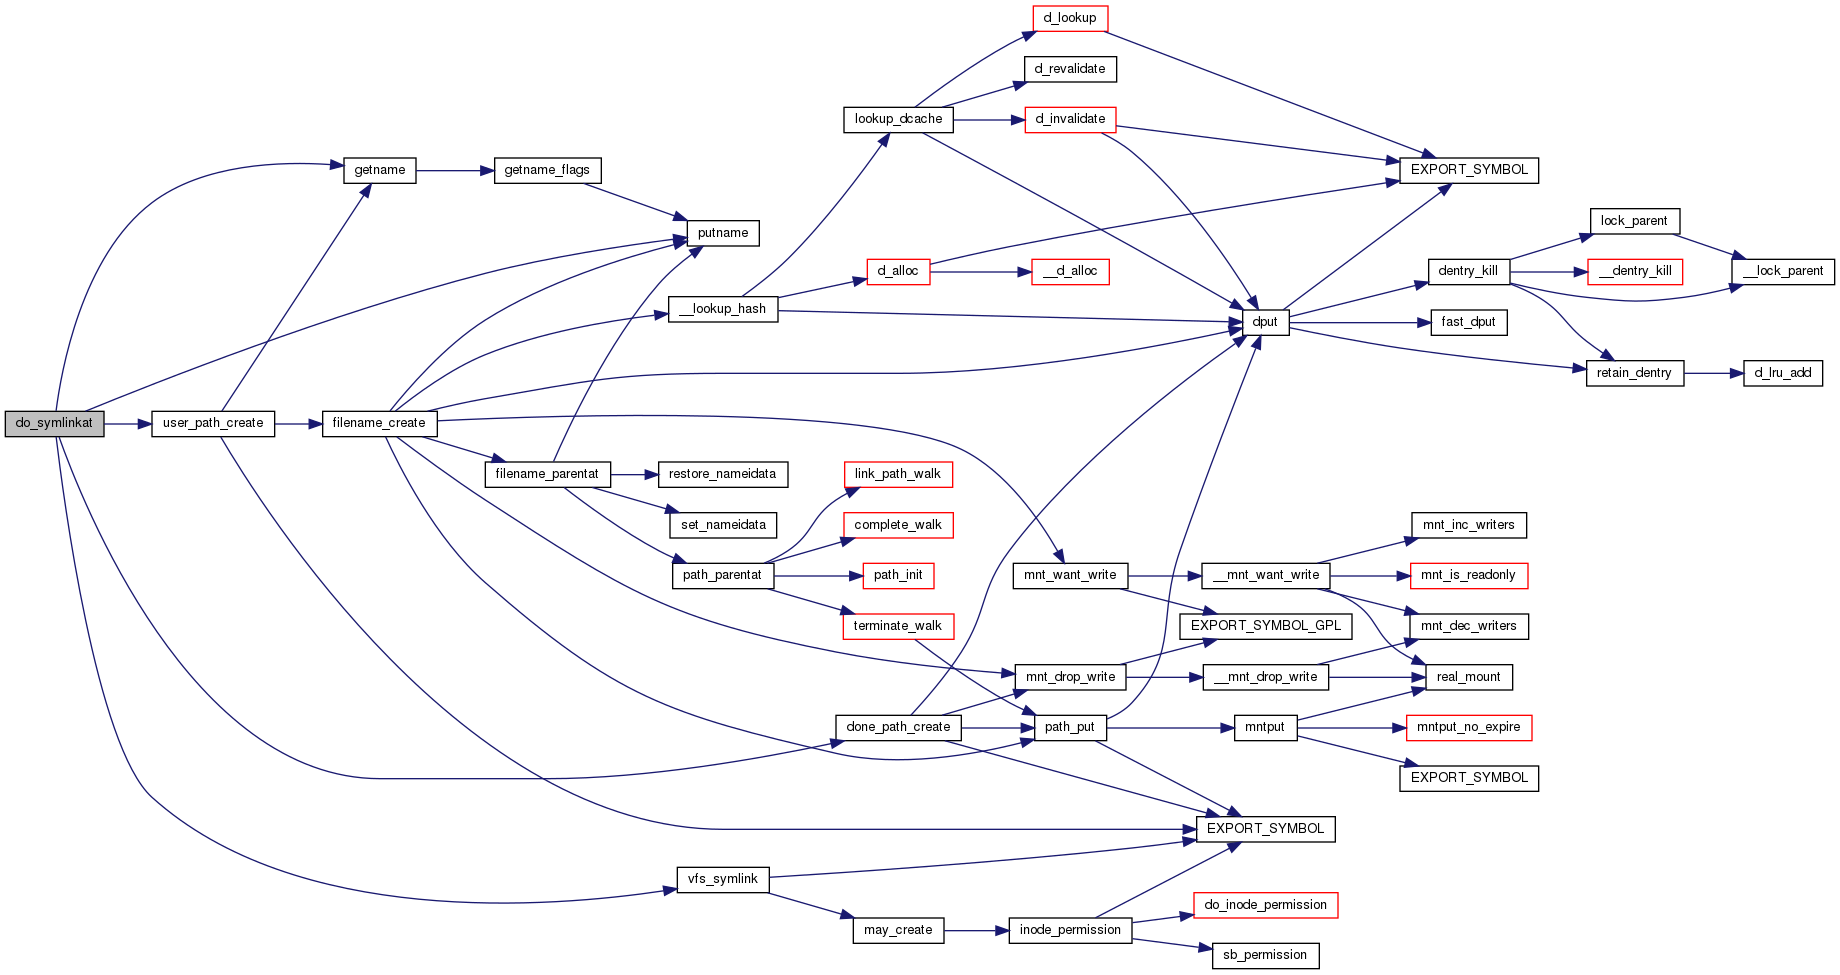 d_lookup
d_revalidate
lookup_dcache
d_invalidate
getname
getname_flags
EXPORT_SYMBOL
putname
lock_parent
d_alloc
__d_alloc
dentry_kill
__dentry_kill
__lock_parent
__lookup_hash
dput
fast_dput
retain_dentry
d_lru_add
do_symlinkat
user_path_create
filename_create
filename_parentat
restore_nameidata
link_path_walk
set_nameidata
complete_walk
mnt_inc_writers
path_parentat
path_init
mnt_want_write
__mnt_want_write
mnt_is_readonly
terminate_walk
EXPORT_SYMBOL_GPL
mnt_dec_writers
mnt_drop_write
__mnt_drop_write
real_mount
done_path_create
path_put
mntput
mntput_no_expire
EXPORT_SYMBOL
EXPORT_SYMBOL
vfs_symlink
do_inode_permission
may_create
inode_permission
sb_permission